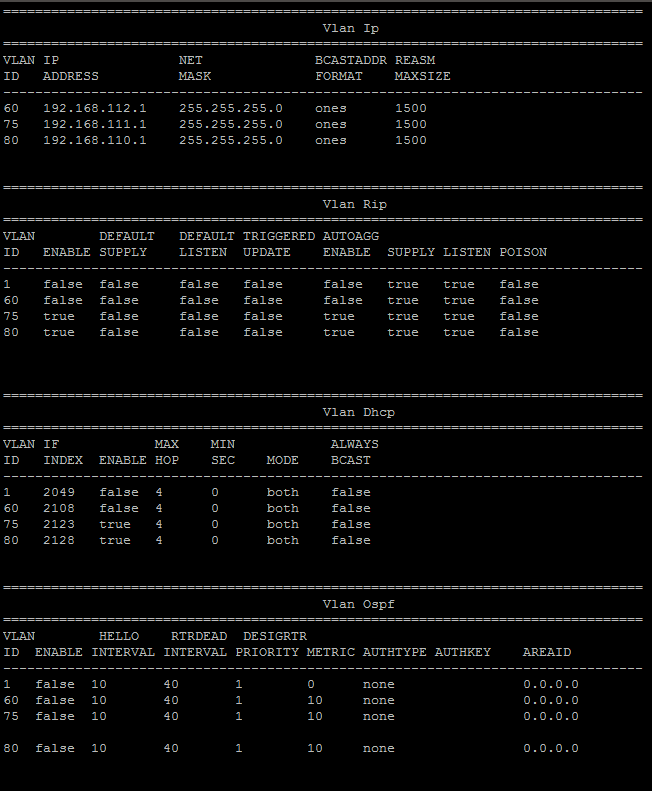 ================================================================================
                                        Vlan Ip
================================================================================
VLAN IP               NET              BCASTADDR REASM
ID   ADDRESS          MASK             FORMAT    MAXSIZE
--------------------------------------------------------------------------------
60   192.168.112.1    255.255.255.0    ones      1500
75   192.168.111.1    255.255.255.0    ones      1500
80   192.168.110.1    255.255.255.0    ones      1500
================================================================================
                                        Vlan Rip
================================================================================
VLAN        DEFAULT   DEFAULT TRIGGERED AUTOAGG
ID   ENABLE SUPPLY    LISTEN  UPDATE    ENABLE  SUPPLY LISTEN POISON
--------------------------------------------------------------------------------
1    false  false     false   false     false   true   true   false
60   false  false     false   false     false   true   true   false
75   true   false     false   false     true    true   true   false
80   true   false     false   false     true    true   true   false
================================================================================
                                        Vlan Dhcp
================================================================================
VLAN IF            MAX    MIN            ALWAYS
ID   INDEX  ENABLE HOP    SEC    MODE    BCAST
--------------------------------------------------------------------------------
1    2049   false  4      0      both    false
60   2108   false  4      0      both    false
75   2123   true   4      0      both    false
80   2128   true   4      0      both    false
================================================================================
                                        Vlan Ospf
================================================================================
VLAN        HELLO    RTRDEAD  DESIGRTR
ID  ENABLE INTERVAL INTERVAL PRIORITY METRIC AUTHTYPE AUTHKEY    AREAID
--------------------------------------------------------------------------------
1   false  10       40       1        0      none                0.0.0.0
60  false  10       40       1        10     none                0.0.0.0
75  false  10       40       1        10     none                0.0.0.0
80  false  10       40       1        10     none                0.0.0.0